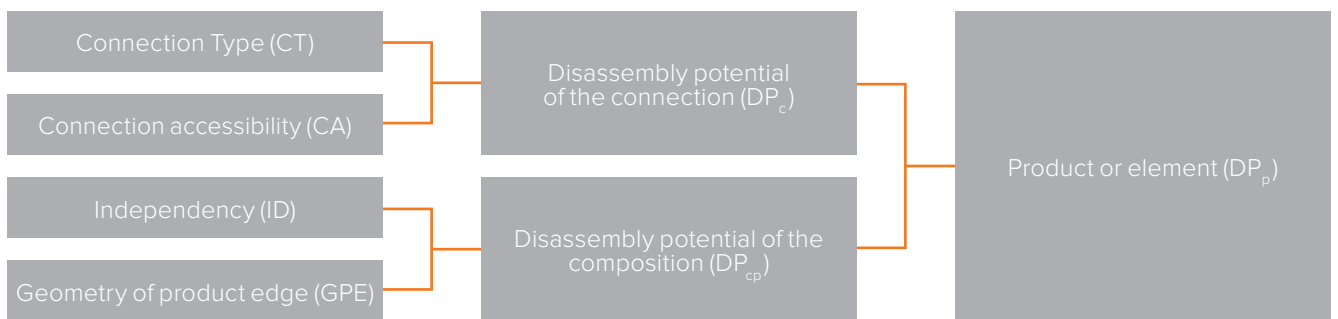 Connection Type (CT)
Connection accessibility (CA)
Independency (ID)
Geometry of product edge (GPE)
Disassembly potential
of the connection (DPc)
Disassembly potential of the
composition (DPcp)
Product or element (DPp)